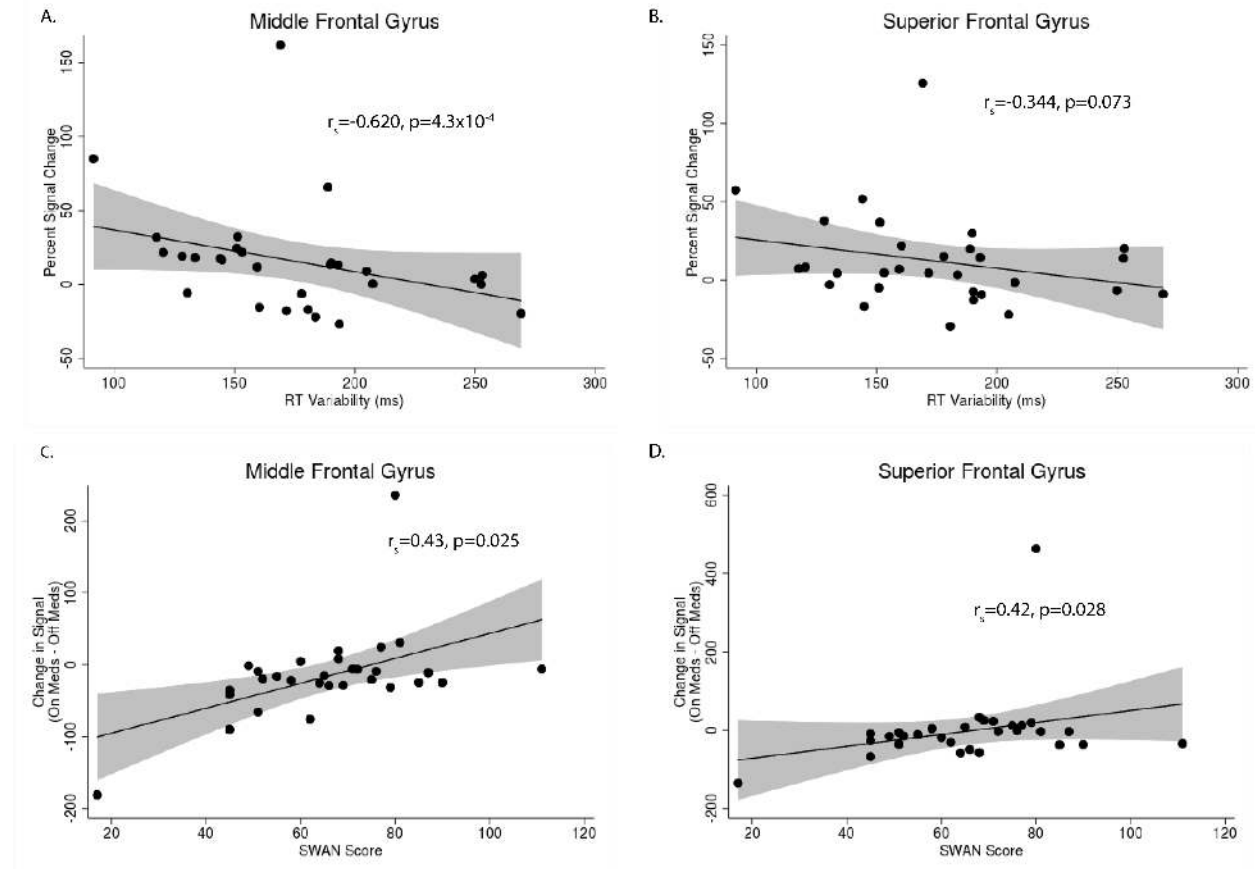 A.
Middle Frontal Gyrus
Percent Signal Change
150
100
50
0
-50
rₛ=-0.620, p=4.3x10⁻⁴
100 150 200 250 300
RT Variability (ms)
B.
Superior Frontal Gyrus
Percent Signal Change
150
100
50
0
-50
rₛ=-0.344, p=0.073
100 150 200 250 300
RT Variability (ms)
C.
Middle Frontal Gyrus
Change in Signal
(On Meds - Off Meds)
200
100
0
-100
-200
rₛ=0.43, p=0.025
20 40 60 80 100 120
SWAN Score
D.
Superior Frontal Gyrus
Change in Signal
(On Meds - Off Meds)
600
400
200
0
-200
rₛ=0.42, p=0.028
20 40 60 80 100 120
SWAN Score